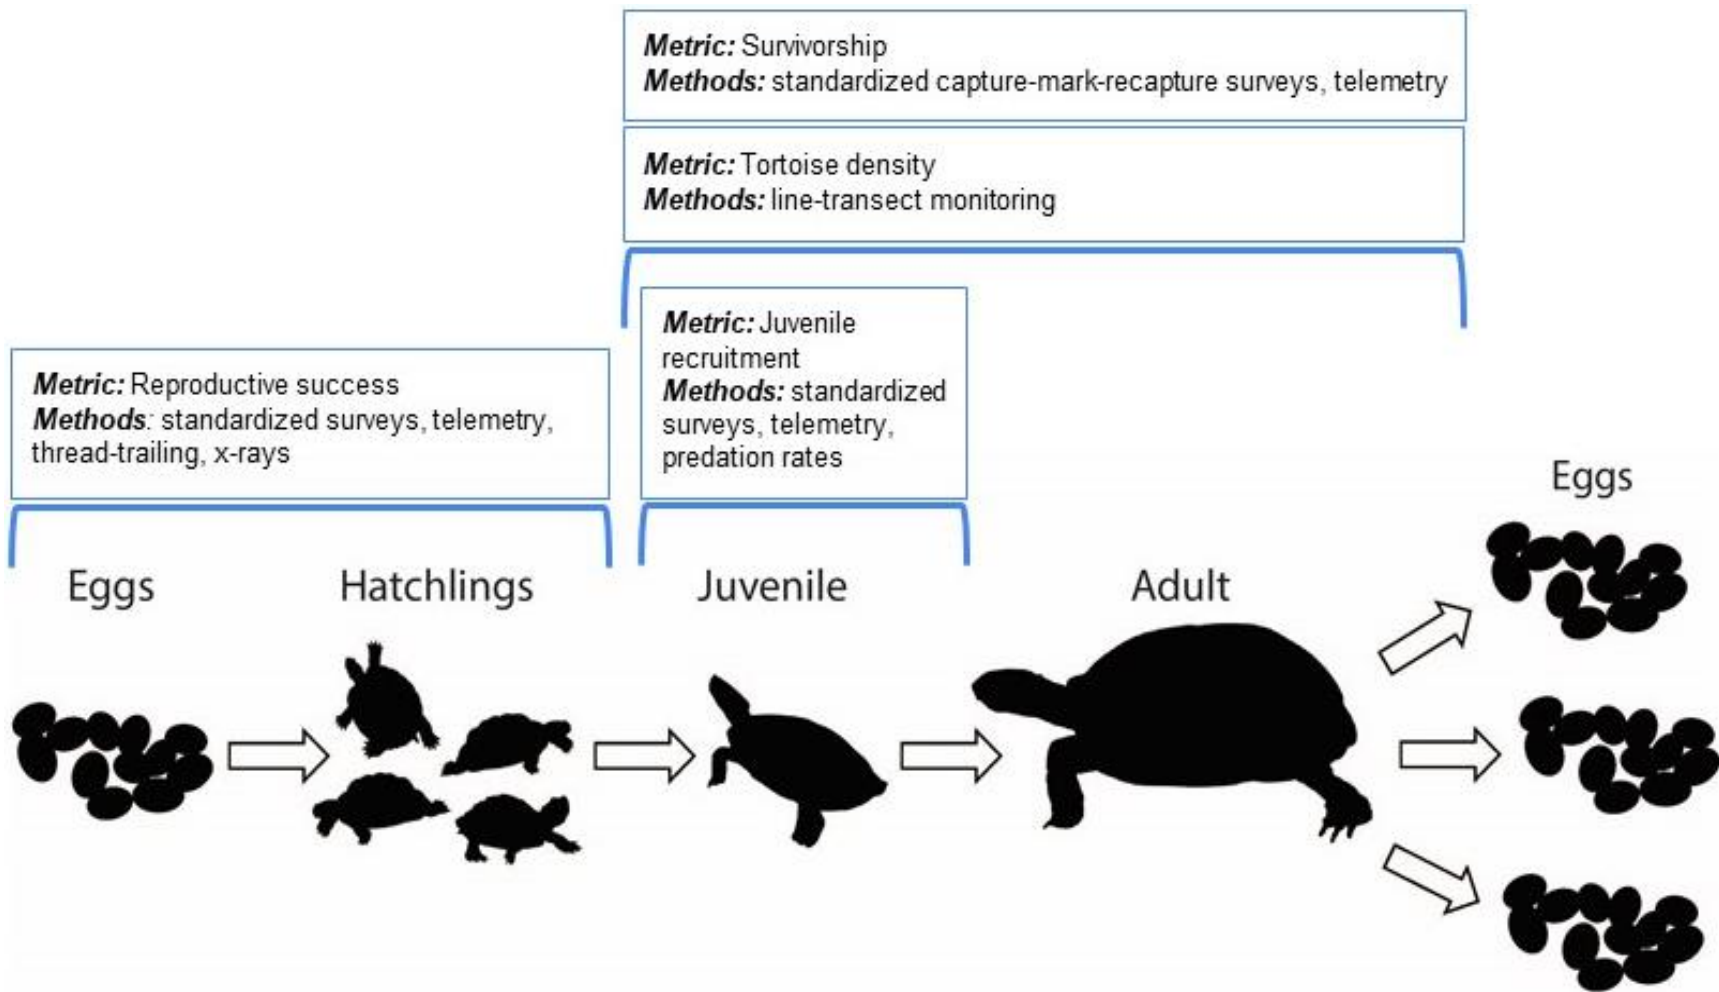 Metric: Survivorship
Methods: standardized capture-mark-recapture surveys, telemetry
Metric: Tortoise density
Methods: line-transect monitoring
Metric: Juvenile
recruitment
Methods: standardized
surveys, telemetry,
predation rates
Metric: Reproductive success
Methods: standardized surveys, telemetry,
thread-trailing, x-rays
Eggs
Eggs
Hatchlings
Juvenile
Adult